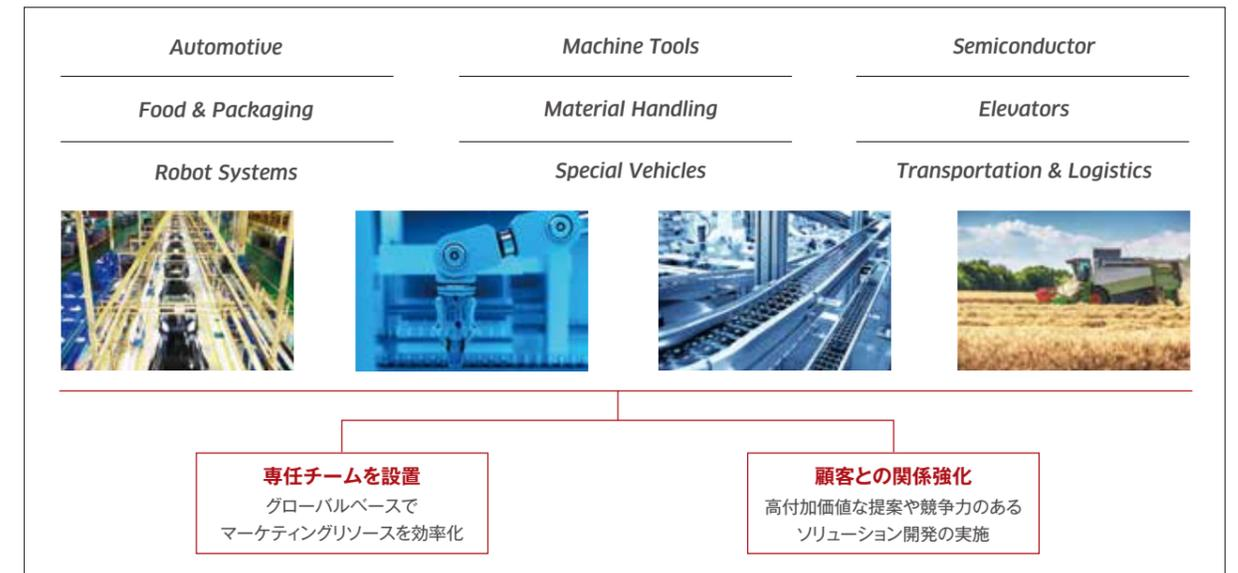 Automotive
Machine Tools
Semiconductor
Food & Packaging
Material Handling
Elevators
Robot Systems
Special Vehicles
Transportation & Logistics
専任チームを設置
グローバルベースで
マーケティングリソースを効率化
顧客との関係強化
高付加価値な提案や競争力のある
ソリューション開発の実施